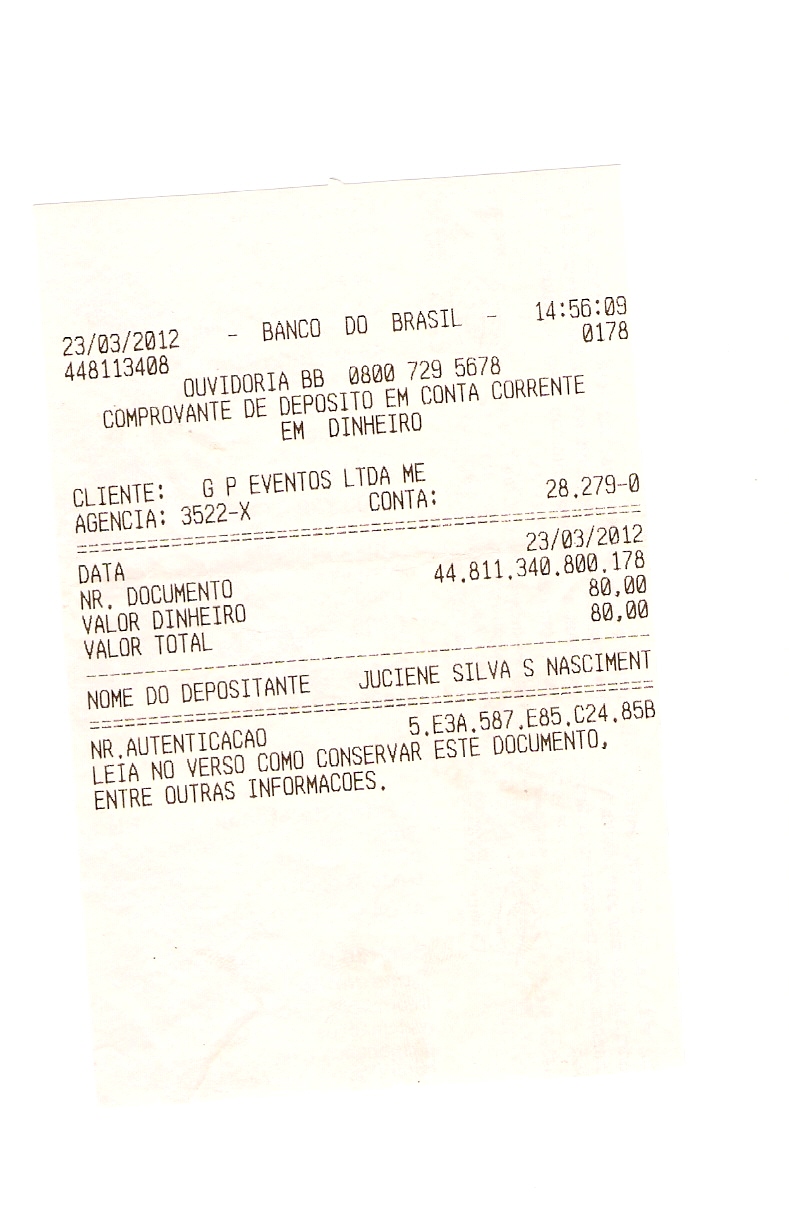 23/03/2012 - BANCO DO BRASIL - 14:56:09
448113408 0178
OUVIDORIA BB 0800 729 5678
COMPROVANTE DE DEPOSITO EM CONTA CORRENTE
EM DINHEIRO
CLIENTE: G P EVENTOS LTDA ME
AGENCIA: 3522-X CONTA: 28.279-0
================================================
DATA 23/03/2012
NR. DOCUMENTO 44.811.340.800.178
VALOR DINHEIRO 80,00
VALOR TOTAL 80,00
------------------------------------------------
NOME DO DEPOSITANTE JUCIENE SILVA S NASCIMENT
================================================
NR.AUTENTICACAO 5.E3A.587.E85.C24.85B
LEIA NO VERSO COMO CONSERVAR ESTE DOCUMENTO,
ENTRE OUTRAS INFORMACOES.